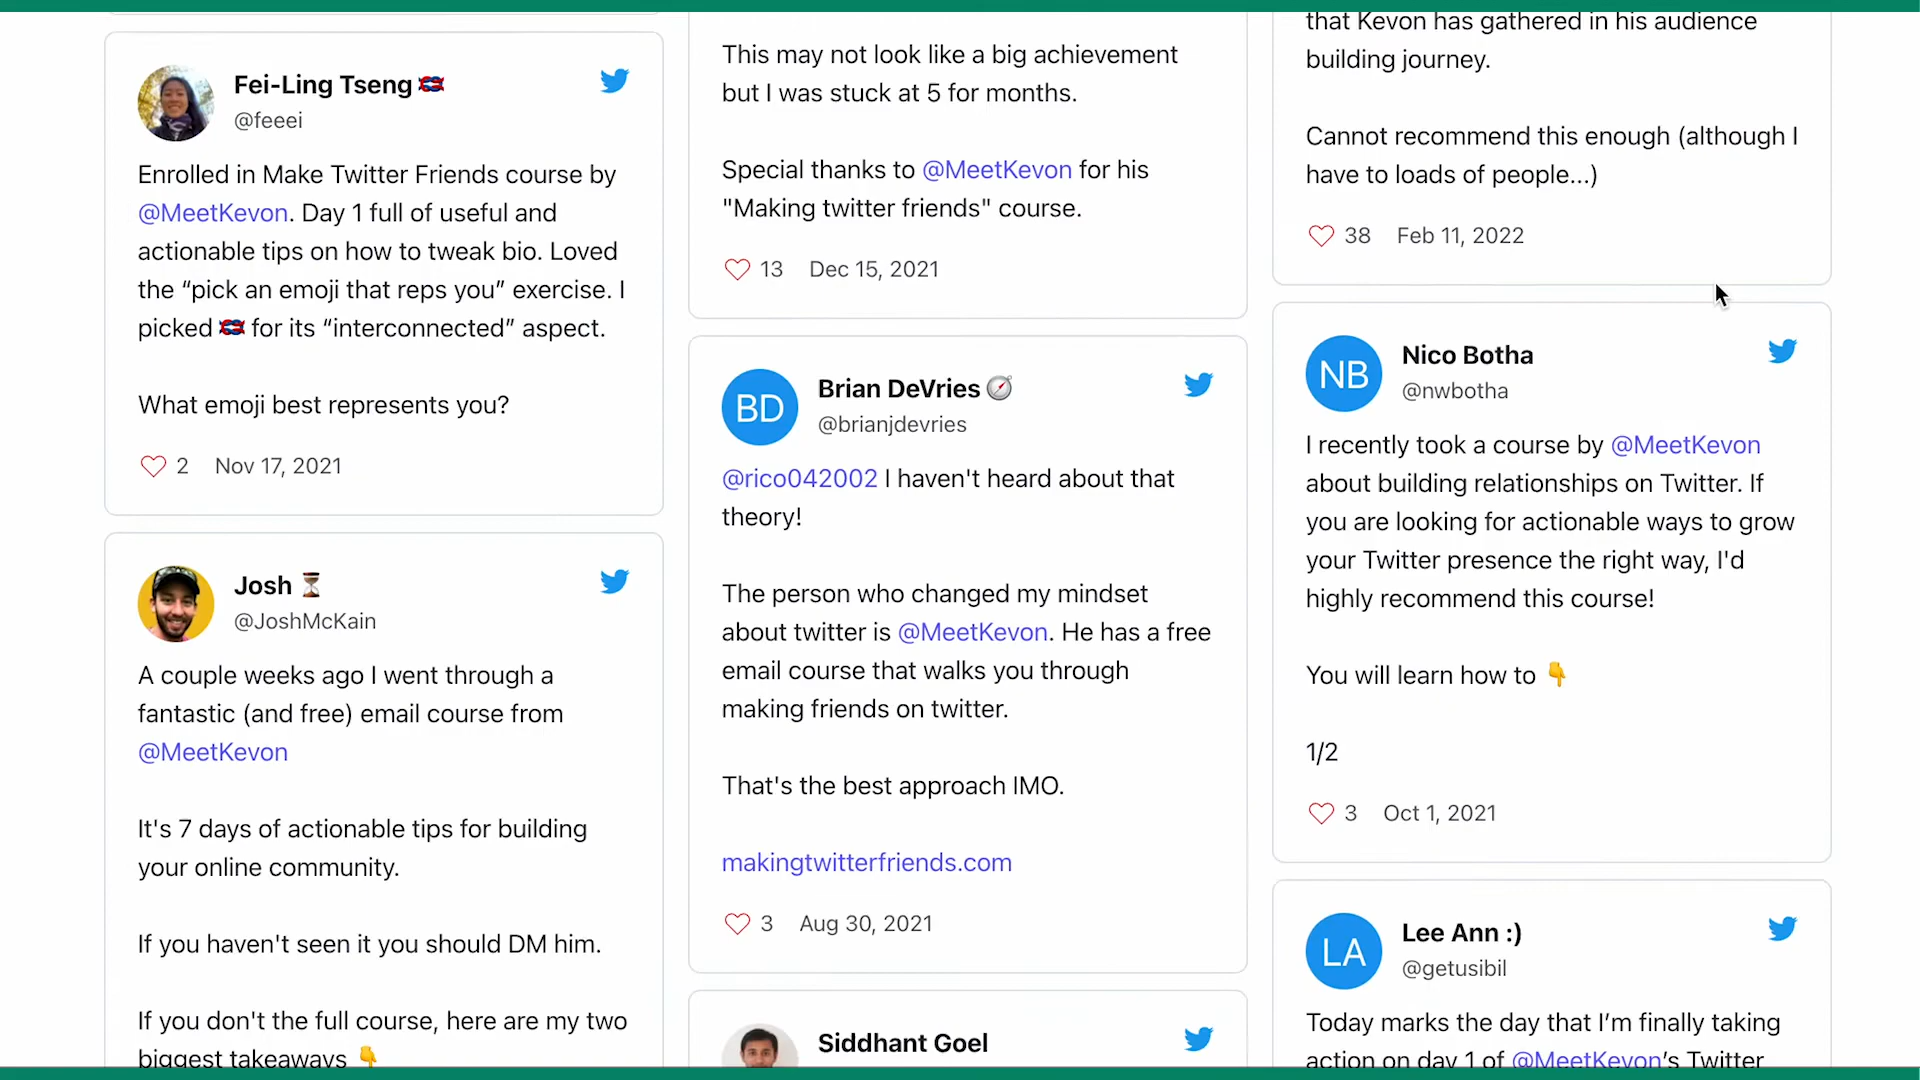 Fei-Ling Tseng
@feeei
Enrolled in Make Twitter Friends course by
@MeetKevon. Day 1 full of useful and
actionable tips on how to tweak bio. Loved
the “pick an emoji that reps you” exercise. I
picked 🪢 for its “interconnected” aspect.
What emoji best represents you?
2 Nov 17, 2021
Josh ⏳
@JoshMcKain
A couple weeks ago I went through a
fantastic (and free) email course from
@MeetKevon
It's 7 days of actionable tips for building
your online community.
If you haven't seen it you should DM him.
If you don't the full course, here are my two
biggest takeaways 👇
This may not look like a big achievement
but I was stuck at 5 for months.
Special thanks to @MeetKevon for his
"Making twitter friends" course.
13 Dec 15, 2021
BD
Brian DeVries 🧭
@brianjdevries
@rico042002 I haven't heard about that
theory!
The person who changed my mindset
about twitter is @MeetKevon. He has a free
email course that walks you through
making friends on twitter.
That's the best approach IMO.
makingtwitterfriends.com
3 Aug 30, 2021
Siddhant Goel
that Kevon has gathered in his audience
building journey.
Cannot recommend this enough (although I
have to loads of people...)
38 Feb 11, 2022
NB
Nico Botha
@nwbotha
I recently took a course by @MeetKevon
about building relationships on Twitter. If
you are looking for actionable ways to grow
your Twitter presence the right way, I'd
highly recommend this course!
You will learn how to 👇
1/2
3 Oct 1, 2021
LA
Lee Ann :)
@getusibil
Today marks the day that I’m finally taking
action on day 1 of @MeetKevon’s Twitter